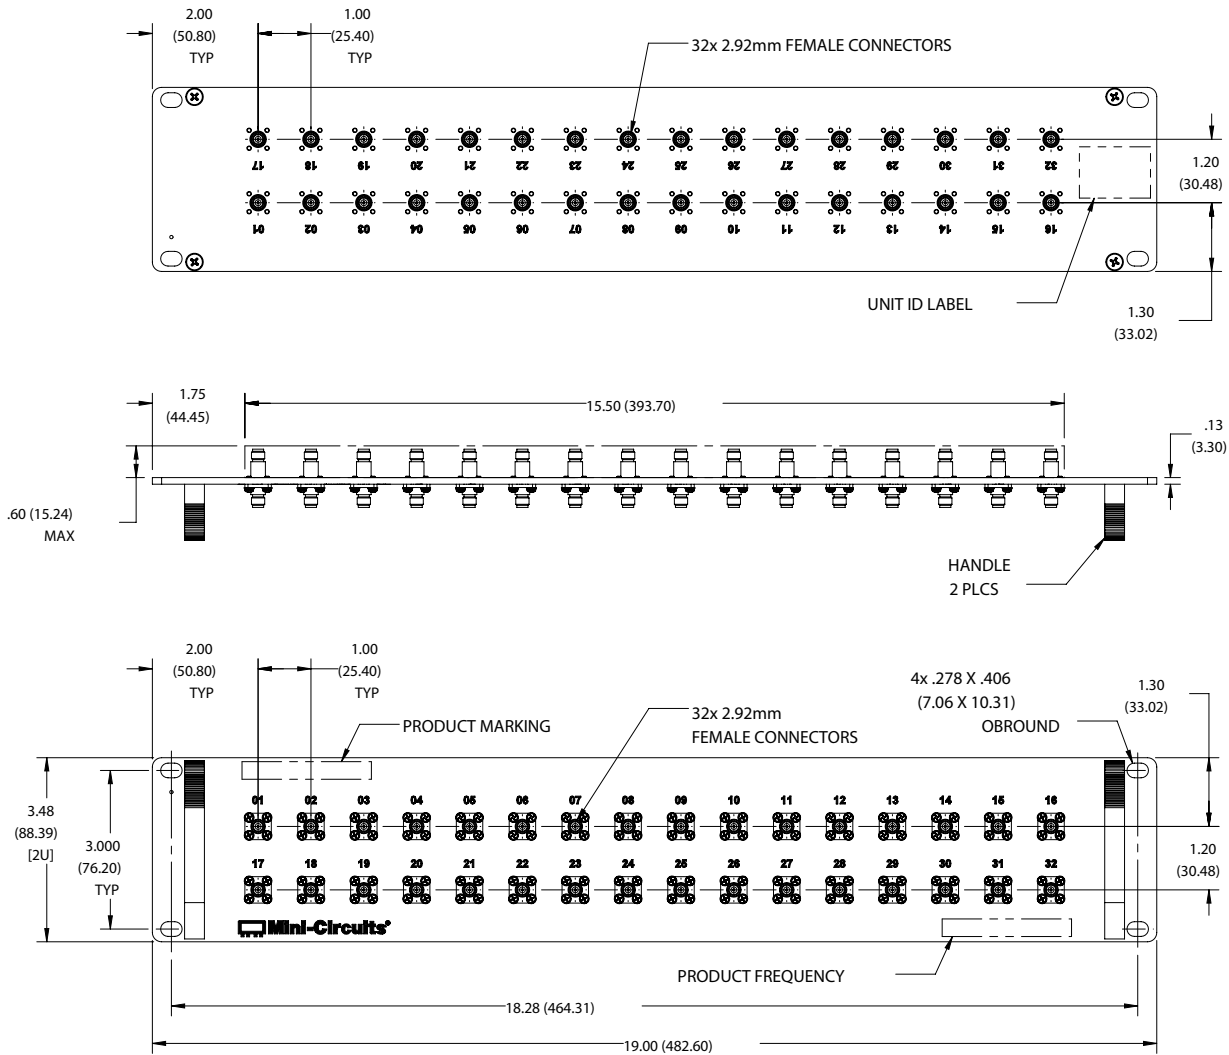 2.00
(50.80)
TYP
1.00
(25.40)
TYP
32x 2.92mm FEMALE CONNECTORS
17 18 19 20 21 22 23 24 25 26 27 28 29 30 31 32
1.20
(30.48)
01 02 03 04 05 06 07 08 09 10 11 12 13 14 15 16
UNIT ID LABEL
1.30
(33.02)
1.75
(44.45)
15.50 (393.70)
.13
(3.30)
.60 (15.24)
MAX
HANDLE
2 PLCS
2.00
(50.80)
TYP
1.00
(25.40)
TYP
PRODUCT MARKING
32x 2.92mm
FEMALE CONNECTORS
4x .278 X .406
(7.06 X 10.31)
OBROUND
1.30
(33.02)
3.48
(88.39)
[2U]
3.000
(76.20)
TYP
01 02 03 04 05 06 07 08 09 10 11 12 13 14 15 16
17 18 19 20 21 22 23 24 25 26 27 28 29 30 31 32
1.20
(30.48)
Mini-Circuits®
PRODUCT FREQUENCY
18.28 (464.31)
19.00 (482.60)